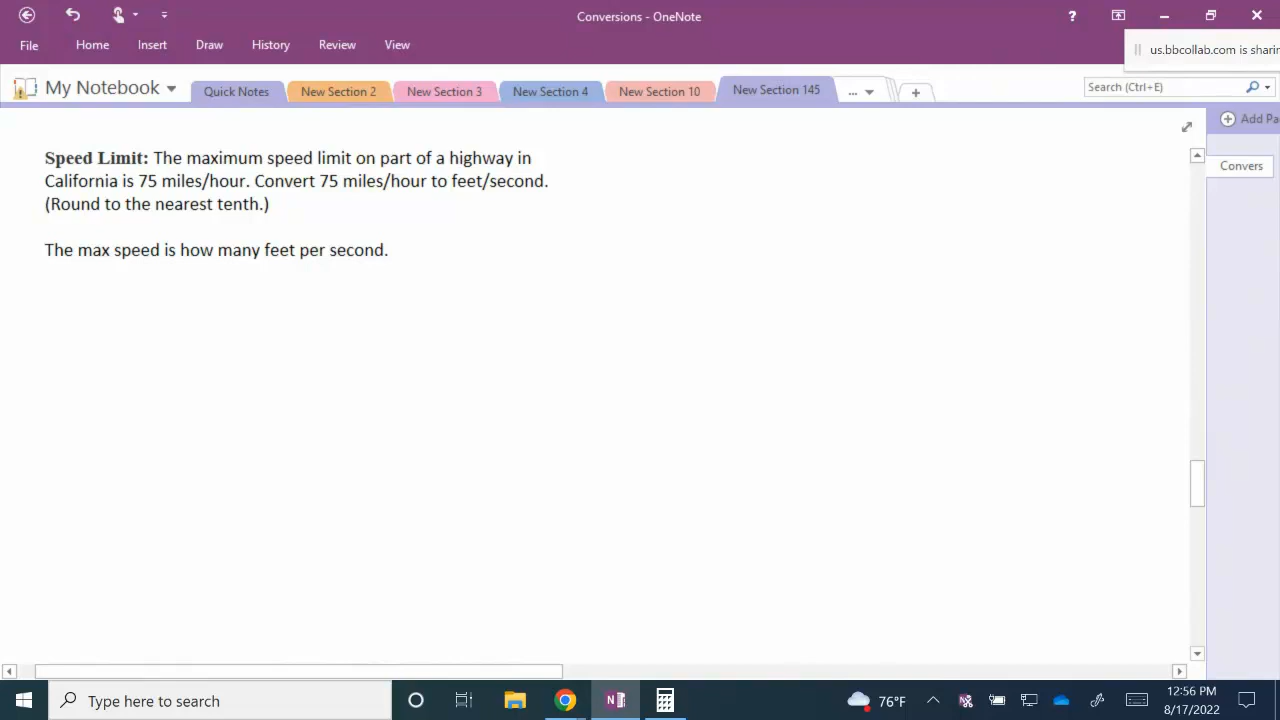 Conversions - OneNote
?
us.bbcollab.com is sharin
File Home Insert Draw History Review View
My Notebook Quick Notes New Section 2 New Section 3 New Section 4 New Section 10 New Section 145 ... + Search (Ctrl+E)
Add Pa
Convers
Speed Limit: The maximum speed limit on part of a highway in
California is 75 miles/hour. Convert 75 miles/hour to feet/second.
(Round to the nearest tenth.)
The max speed is how many feet per second.
Type here to search
76°F
12:56 PM
8/17/2022